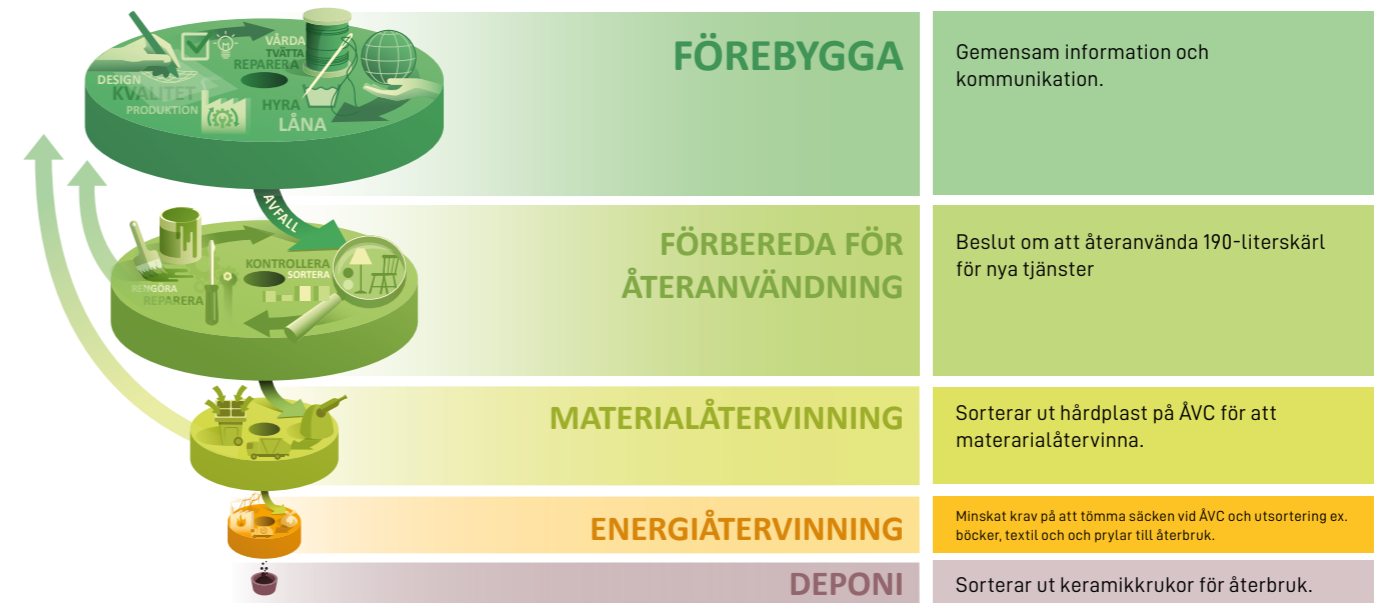 VÅRDA
TVÄTTA
REPARERA
DESIGN
KVALITET
PRODUKTION
HYRA
LÅNA
FÖREBYGGA
Gemensam information och
kommunikation.
AVFALL
KONTROLLERA
SORTERA
RENGÖRA
REPARERA
FÖRBEREDA FÖR
ÅTERANVÄNDNING
Beslut om att återanvända 190-literskärl
för nya tjänster
MATERIALÅTERVINNING
Sorterar ut hårdplast på ÅVC för att
materarialåtervinna.
ENERGIÅTERVINNING
Minskat krav på att tömma säcken vid ÅVC och utsortering ex.
böcker, textil och och prylar till återbruk.
DEPONI
Sorterar ut keramikkrukor för återbruk.